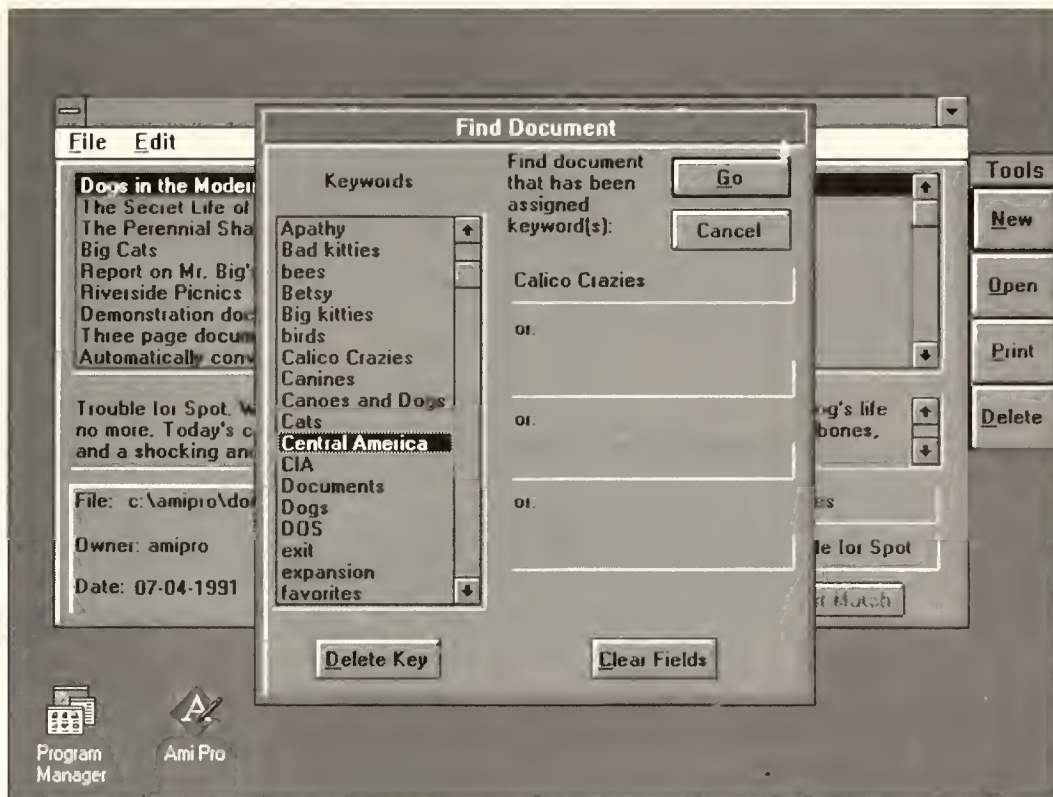 Find Document
File Edit
Tools
New
Open
Print
Delete
Dogs in the Moder
The Secret Life of
The Perennial Sha
Big Cats
Report on Mr. Big'
Riverside Picnics
Demonstration doc
Three page docum
Automatically conv
Trouble for Spot. W
no more. Today's c
and a shocking an
og's life
bones,
File: c:\amipro\do
Owner: amipro
Date: 07-04-1991
es
le for Spot
Match
Keywords
Apathy
Bad kitties
bees
Betsy
Big kitties
birds
Calico Crazies
Canines
Canoes and Dogs
Cats
Central America
CIA
Documents
Dogs
DOS
exit
expansion
favorites
Find document
that has been
assigned
keyword(s):
Go
Cancel
Calico Crazies
or:
or:
or:
Delete Key
Clear Fields
Program
Manager
Ami Pro